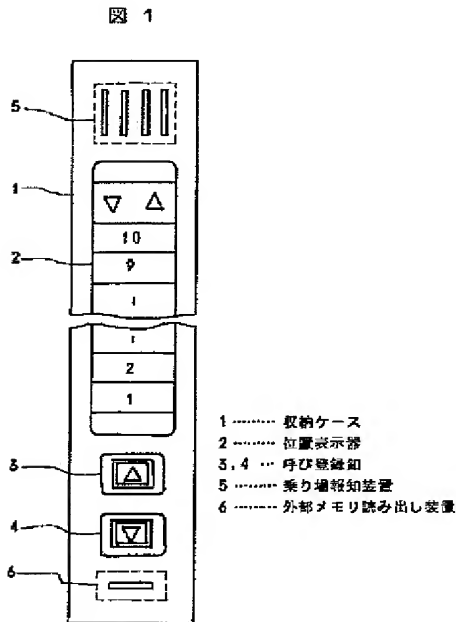 図 1
5
1
▽ △
10
2
9
2
1
3
△
4
▽
6
1 ……… 収納ケース
2 ……… 位置表示器
3,4 … 呼び登録釦
5 ……… 乗り場報知装置
6 ……… 外部メモリ読み出し装置